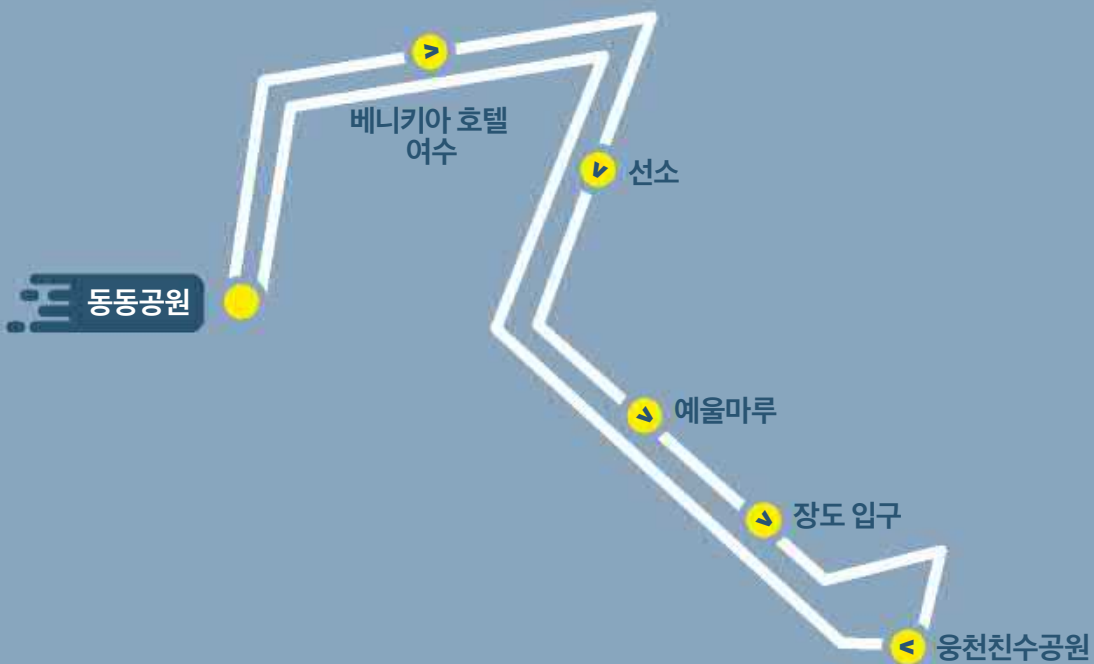 베니키아 호텔
여수
선소
동동공원
예울마루
장도 입구
웅천친수공원